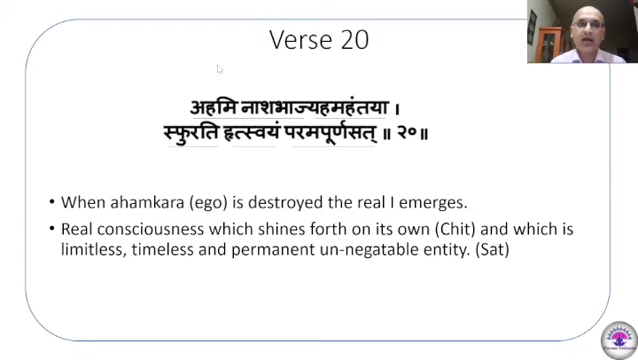 Verse 20
अहमि नाशभाज्यहमहंतया ।
स्फुरति हृत्स्वयं परमपूर्णसत् ॥ २० ॥
• When ahamkara (ego) is destroyed the real I emerges.
• Real consciousness which shines forth on its own (Chit) and which is
limitless, timeless and permanent un-negatable entity. (Sat)